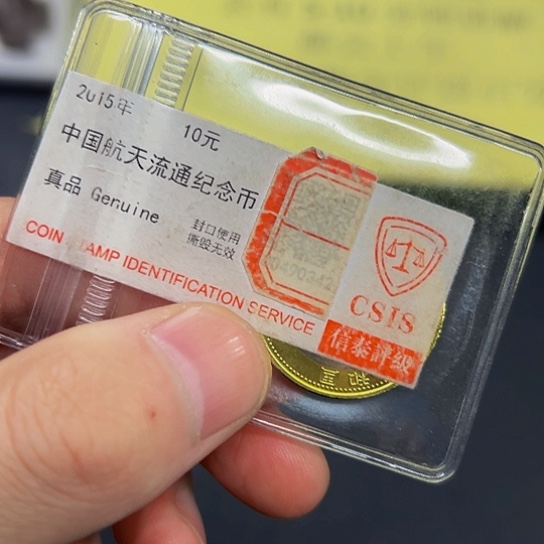 2015年 10元
中国航天流通纪念币
真品 Genuine
封口使用
撕毁无效
COIN STAMP IDENTIFICATION SERVICE
CSIS
信泰評級